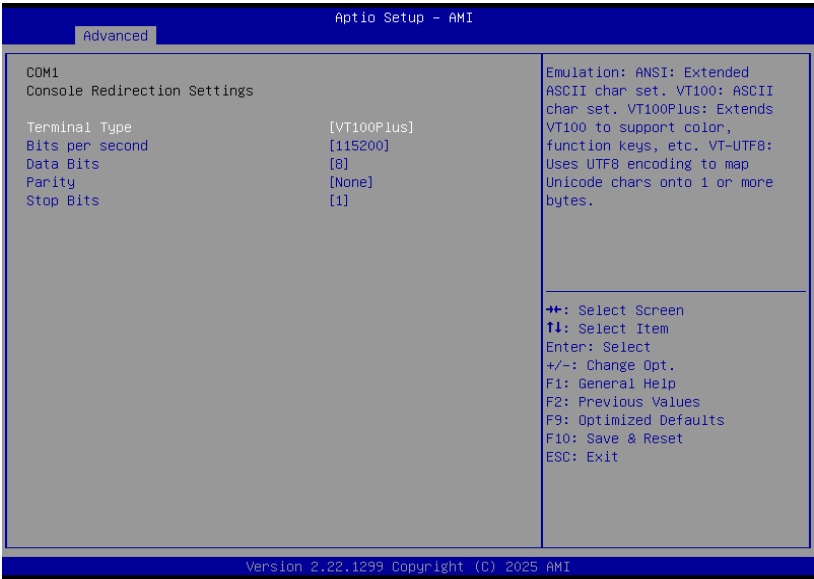 Aptio Setup – AMI
Advanced
COM1
Console Redirection Settings
Terminal Type [VT100Plus]
Bits per second [115200]
Data Bits [8]
Parity [None]
Stop Bits [1]
Emulation: ANSI: Extended
ASCII char set. VT100: ASCII
char set. VT100Plus: Extends
VT100 to support color,
function keys, etc. VT-UTF8:
Uses UTF8 encoding to map
Unicode chars onto 1 or more
bytes.
→←: Select Screen
↑↓: Select Item
Enter: Select
+/-: Change Opt.
F1: General Help
F2: Previous Values
F9: Optimized Defaults
F10: Save & Reset
ESC: Exit
Version 2.22.1299 Copyright (C) 2025 AMI